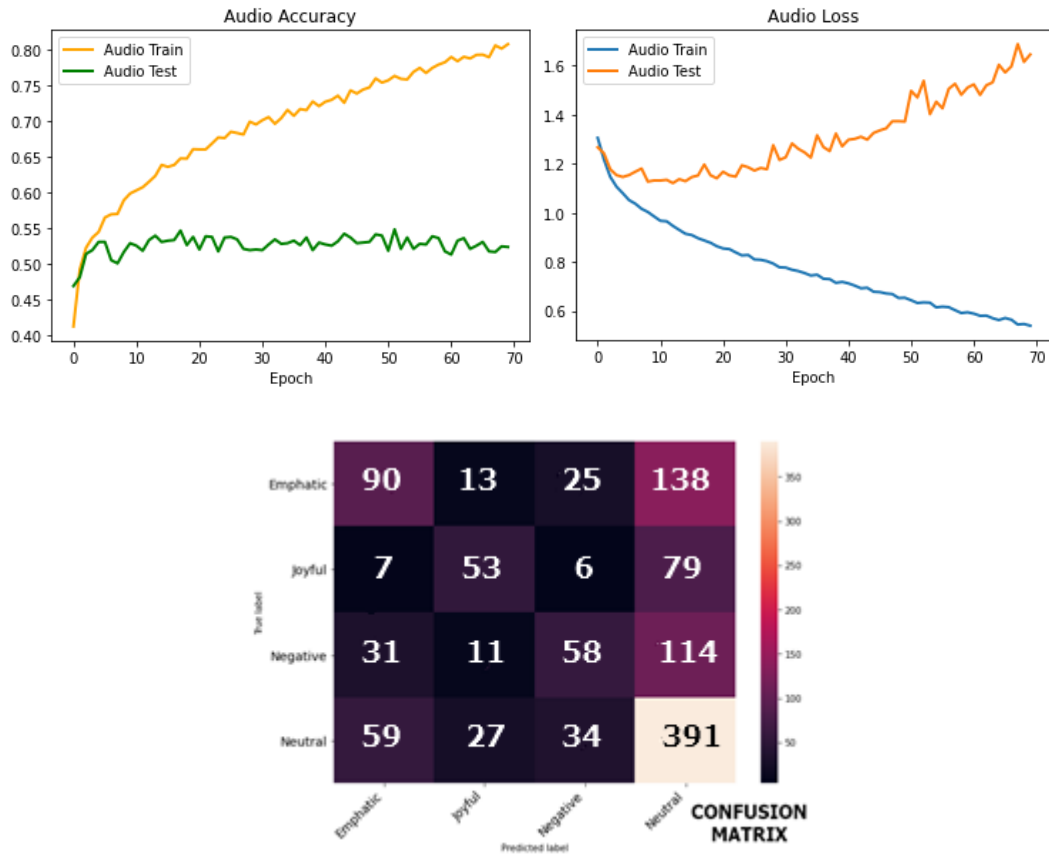 Audio Accuracy
Audio Train
Audio Test
0.80
0.75
0.70
0.65
0.60
0.55
0.50
0.45
0.40
0 10 20 30 40 50 60 70
Epoch
Audio Loss
Audio Train
Audio Test
1.6
1.4
1.2
1.0
0.8
0.6
0 10 20 30 40 50 60 70
Epoch
True label
Emphatic 90 13 25 138
Joyful 7 53 6 79
Negative 31 11 58 114
Neutral 59 27 34 391
Emphatic Joyful Negative Neutral
Predicted label
350
300
250
200
150
100
50
CONFUSION
MATRIX